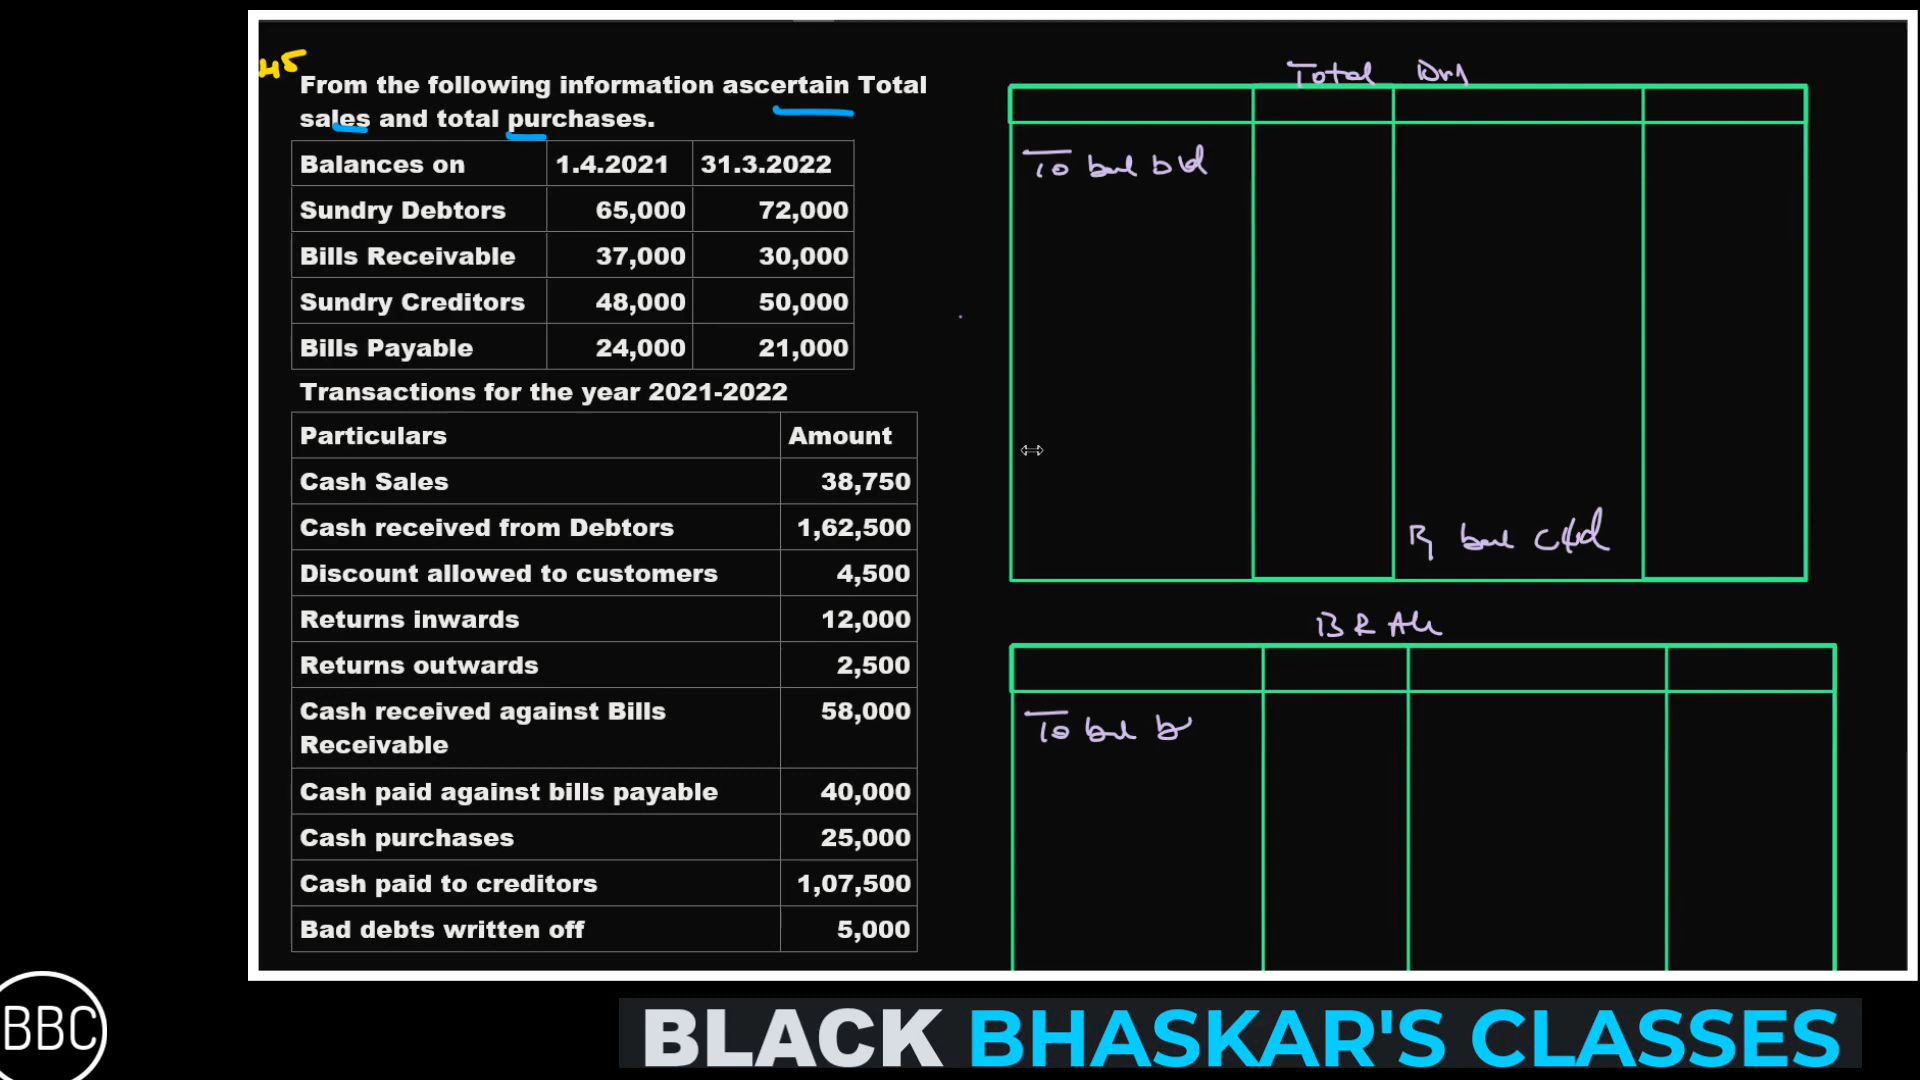 45
From the following information ascertain Total
sales and total purchases.
Balances on 1.4.2021 31.3.2022
Sundry Debtors 65,000 72,000
Bills Receivable 37,000 30,000
Sundry Creditors 48,000 50,000
Bills Payable 24,000 21,000
Transactions for the year 2021-2022
Particulars Amount
Cash Sales 38,750
Cash received from Debtors 1,62,500
Discount allowed to customers 4,500
Returns inwards 12,000
Returns outwards 2,500
Cash received against Bills 58,000
Receivable
Cash paid against bills payable 40,000
Cash purchases 25,000
Cash paid to creditors 1,07,500
Bad debts written off 5,000
Total Drs
To bal b/d
By bal c/d
B R A/c
To bal b
BBC
BLACK BHASKAR'S CLASSES